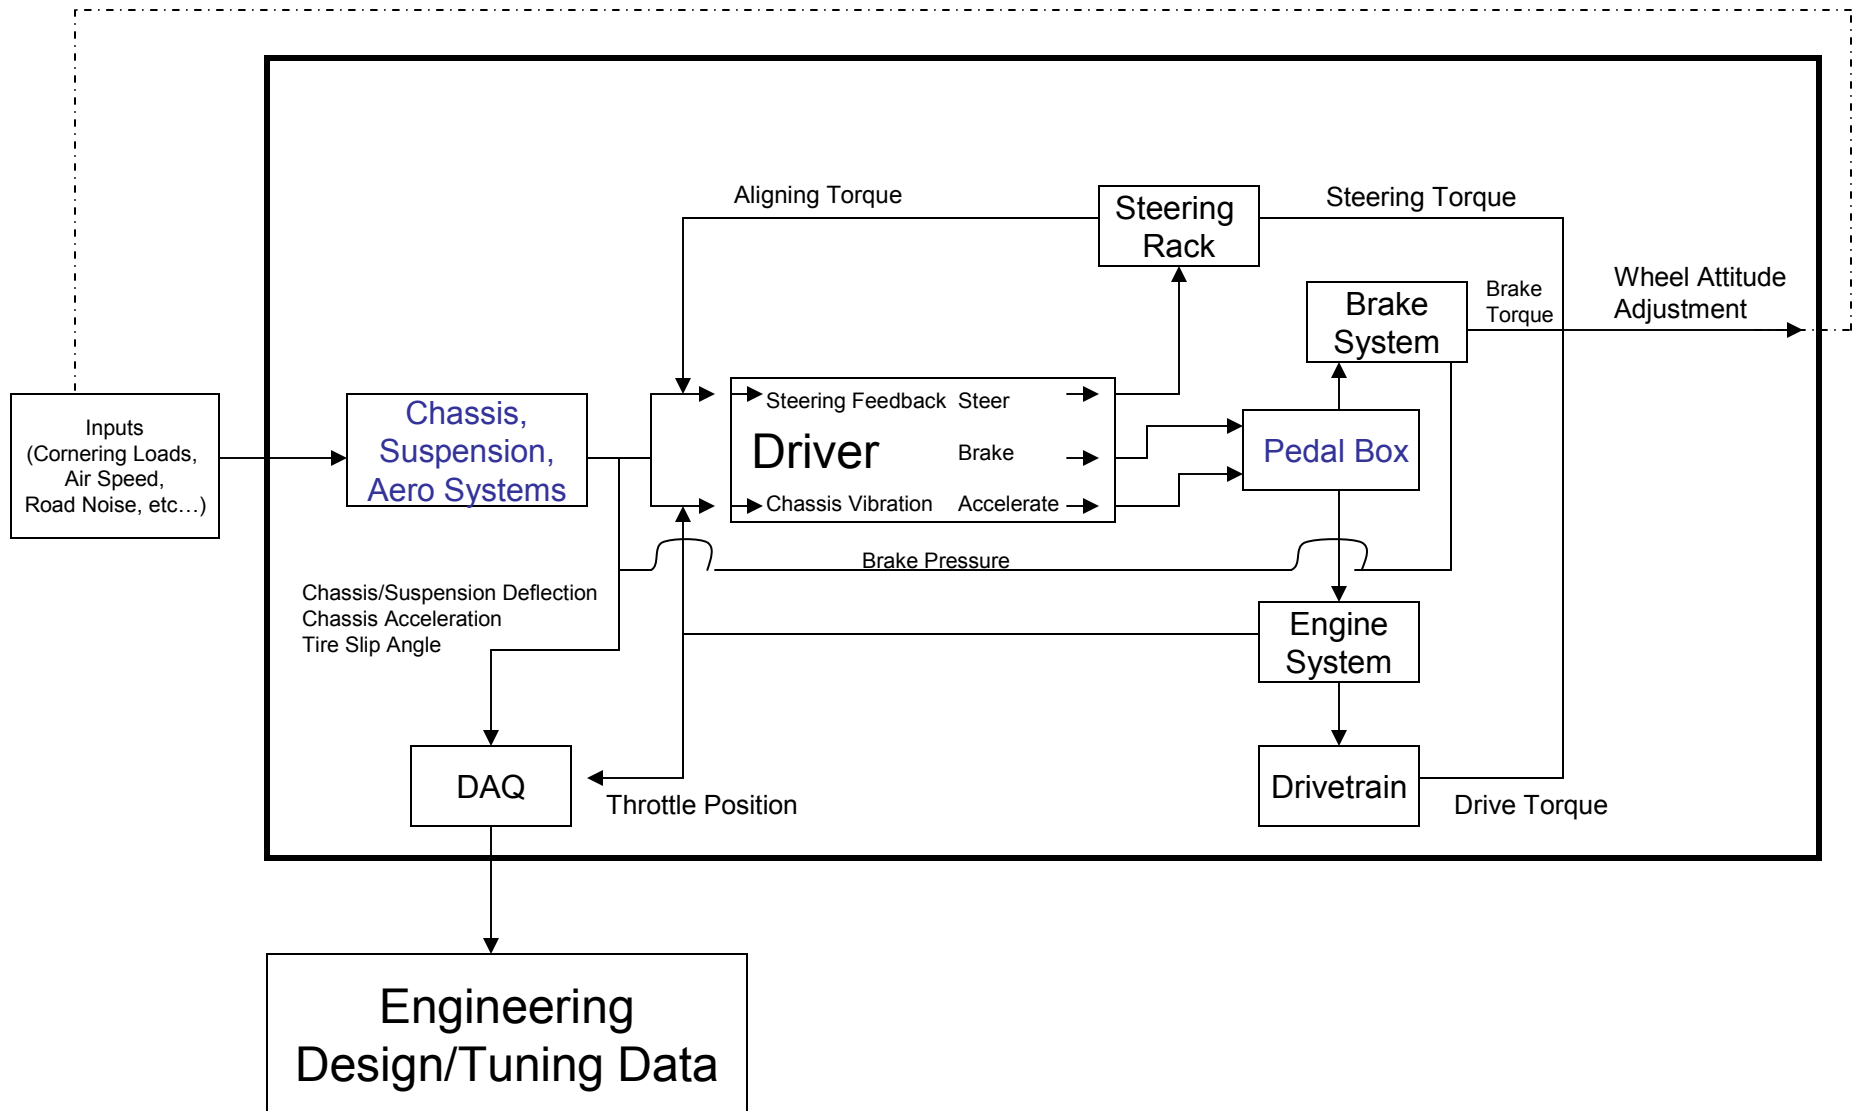 Aligning Torque
Steering
Rack
Steering Torque
Brake
System
Brake
Torque
Wheel Attitude
Adjustment
Inputs
(Cornering Loads,
Air Speed,
Road Noise, etc…)
Chassis,
Suspension,
Aero Systems
Steering Feedback Steer
Driver
Brake
Chassis Vibration Accelerate
Pedal Box
Brake Pressure
Chassis/Suspension Deflection
Chassis Acceleration
Tire Slip Angle
Engine
System
DAQ
Throttle Position
Drivetrain
Drive Torque
Engineering
Design/Tuning Data